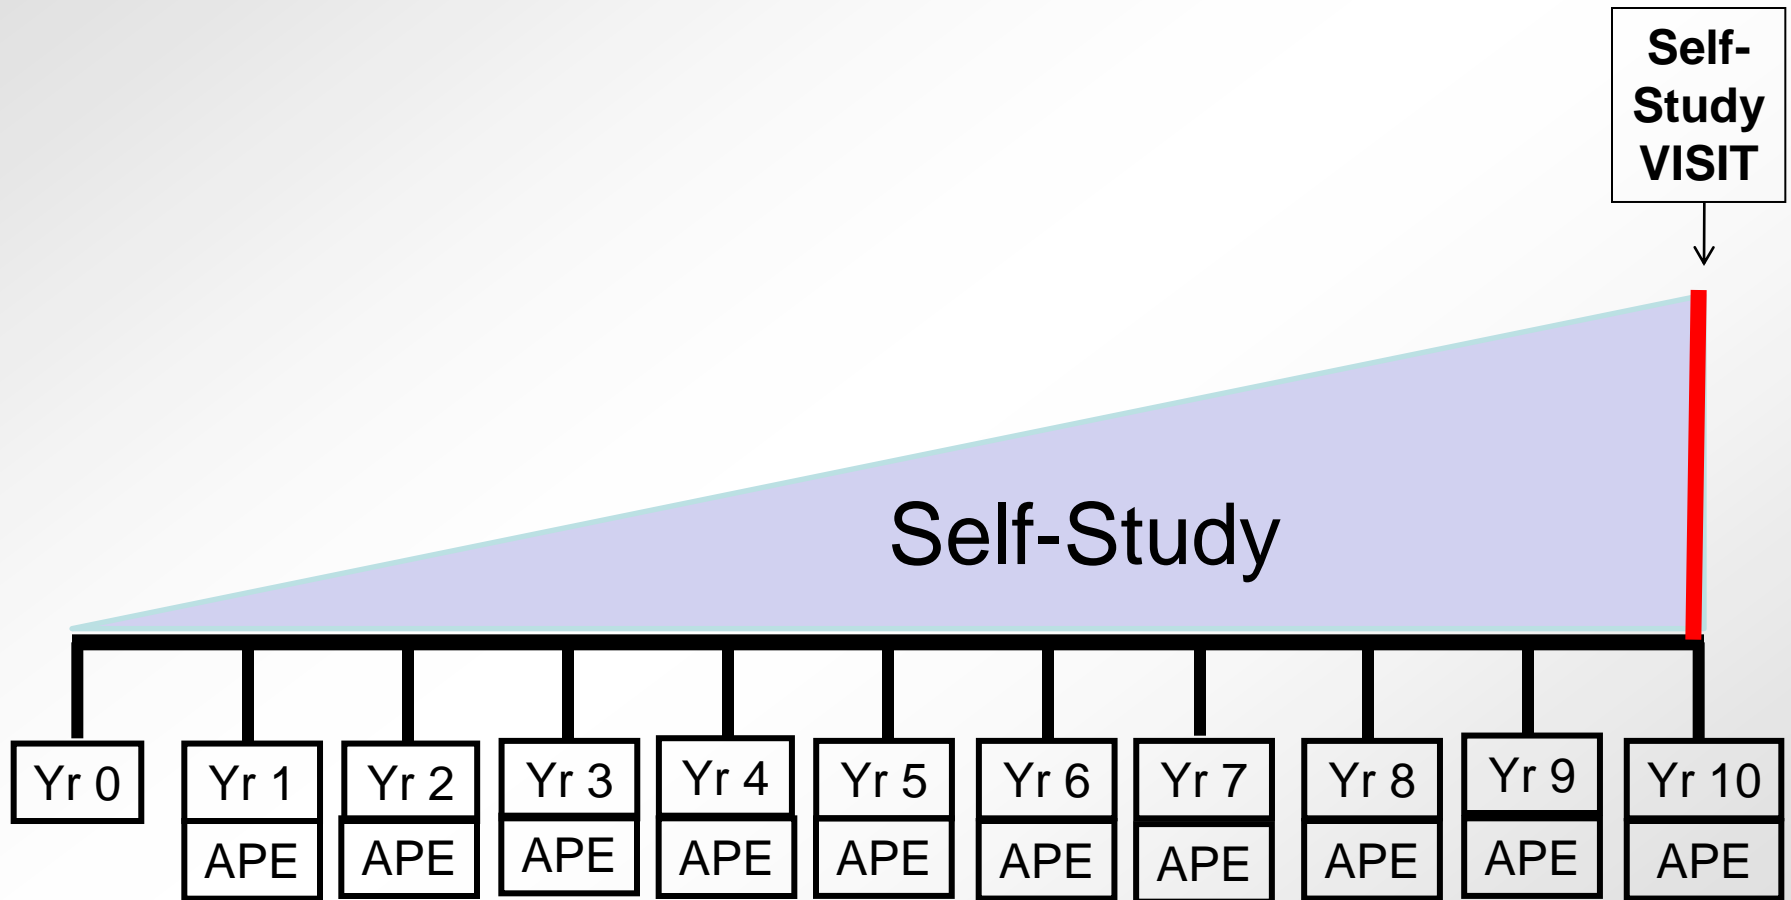 Self-
Study
VISIT
Self-Study
Yr 0
Yr 1
Yr 2
Yr 3
Yr 4
Yr 5
Yr 6
Yr 7
Yr 8
Yr 9
Yr 10
APE
APE
APE
APE
APE
APE
APE
APE
APE
APE